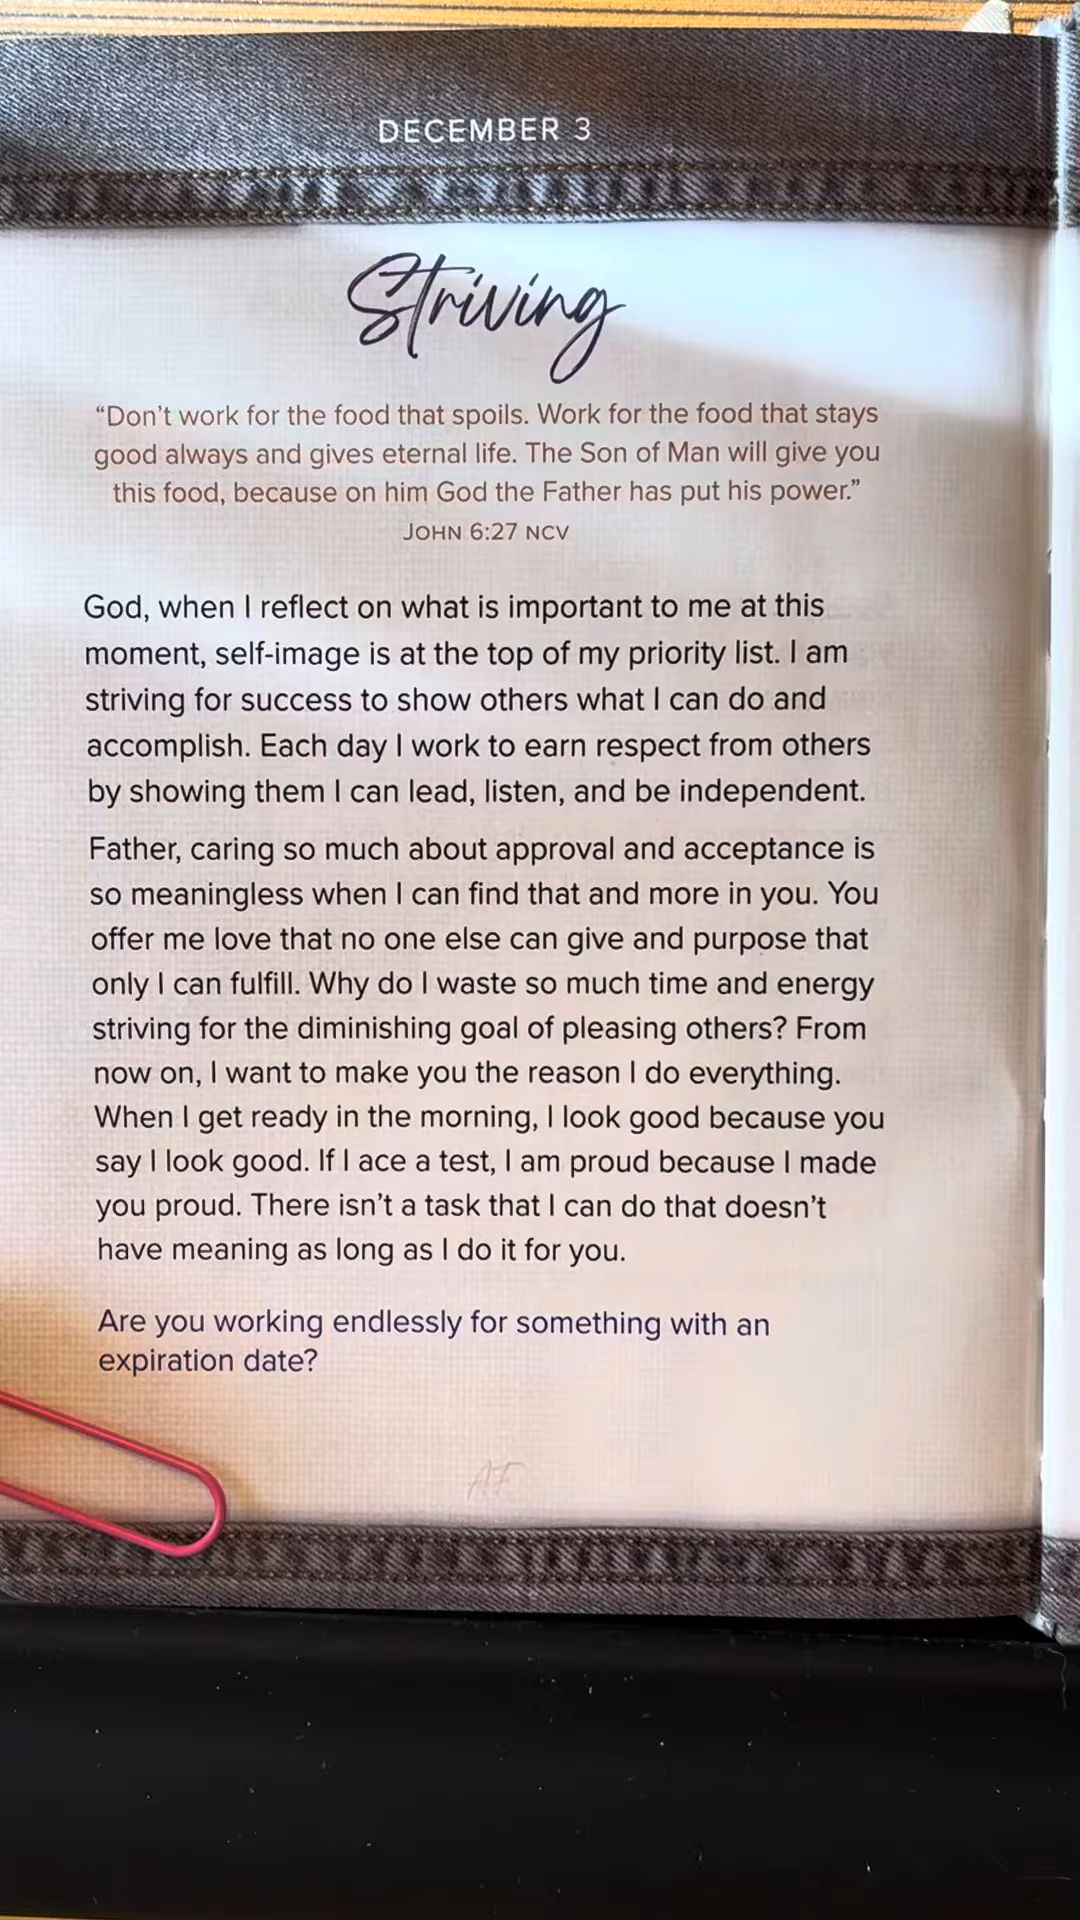 DECEMBER 3
Striving
“Don’t work for the food that spoils. Work for the food that stays
good always and gives eternal life. The Son of Man will give you
this food, because on him God the Father has put his power.”
JOHN 6:27 NCV
God, when I reflect on what is important to me at this
moment, self-image is at the top of my priority list. I am
striving for success to show others what I can do and
accomplish. Each day I work to earn respect from others
by showing them I can lead, listen, and be independent.
Father, caring so much about approval and acceptance is
so meaningless when I can find that and more in you. You
offer me love that no one else can give and purpose that
only I can fulfill. Why do I waste so much time and energy
striving for the diminishing goal of pleasing others? From
now on, I want to make you the reason I do everything.
When I get ready in the morning, I look good because you
say I look good. If I ace a test, I am proud because I made
you proud. There isn’t a task that I can do that doesn’t
have meaning as long as I do it for you.
Are you working endlessly for something with an
expiration date?
AF